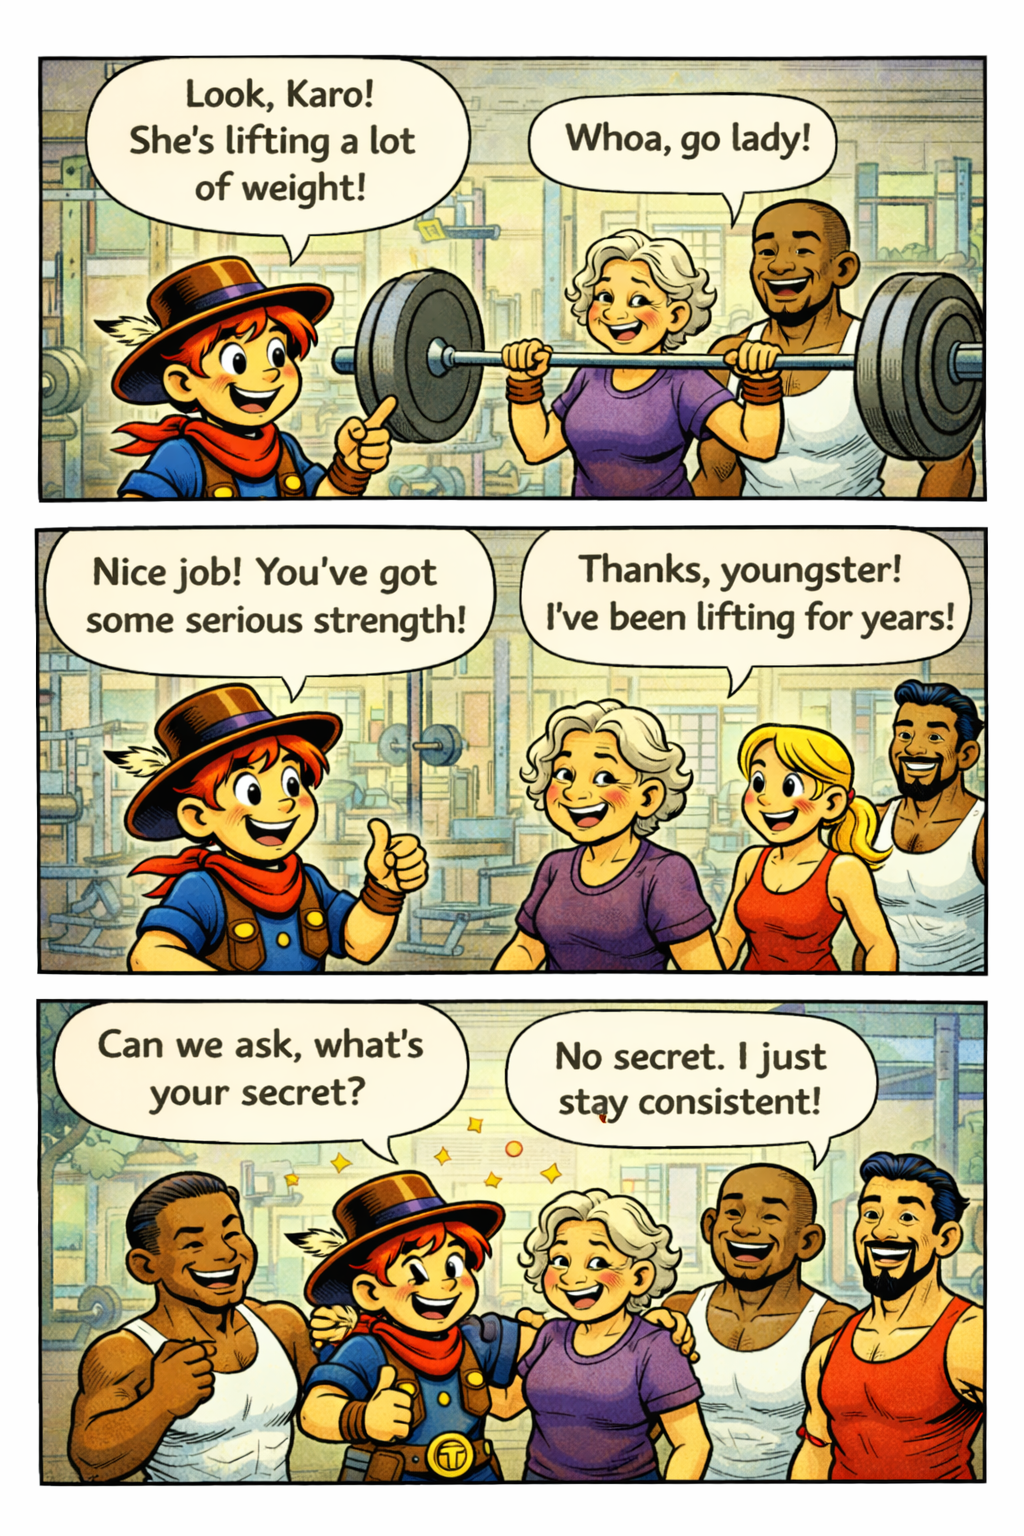 Look, Karo!
She's lifting a lot
of weight!
Whoa, go lady!
Nice job! You've got
some serious strength!
Thanks, youngster!
I've been lifting for years!
Can we ask, what's
your secret?
No secret. I just
stay consistent!
T